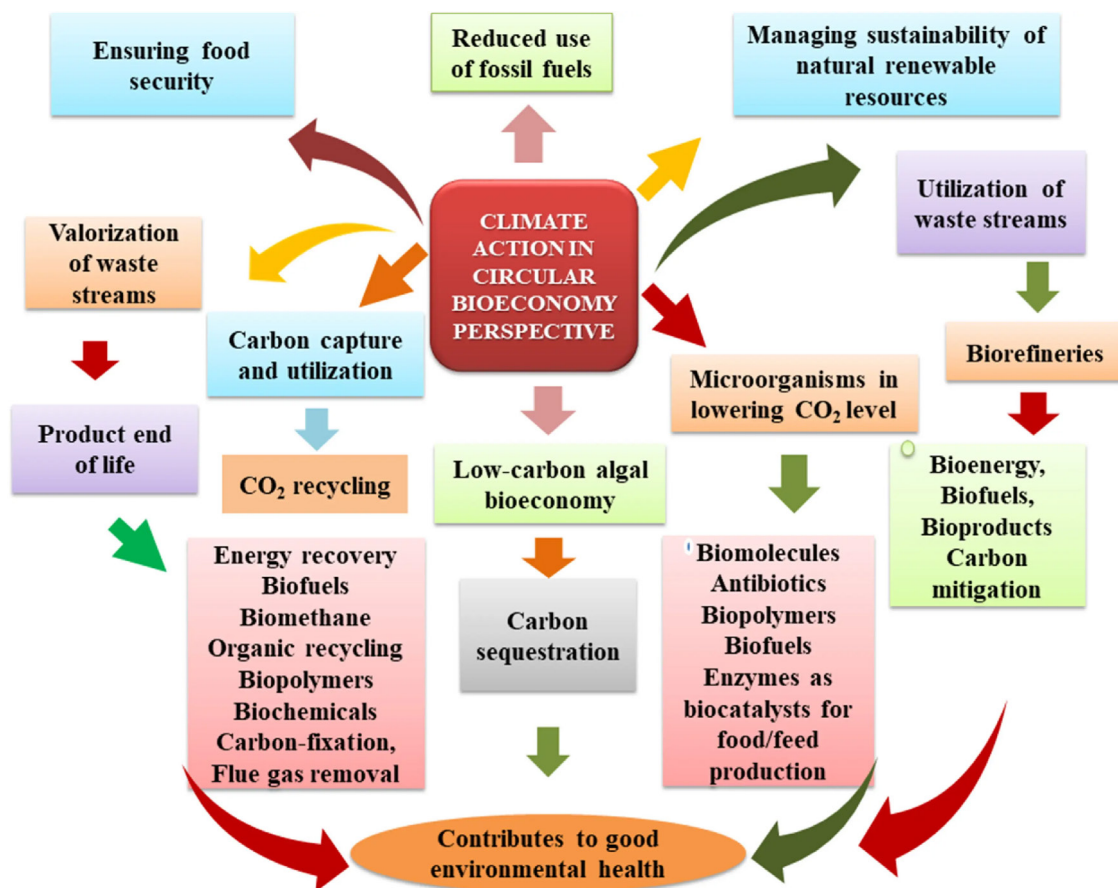 Ensuring food
security
Reduced use
of fossil fuels
Managing sustainability of
natural renewable
resources
CLIMATE
ACTION IN
CIRCULAR
BIOECONOMY
PERSPECTIVE
Utilization of
waste streams
Valorization
of waste
streams
Carbon capture
and utilization
Biorefineries
Microorganisms in
lowering CO₂ level
Product end
of life
CO₂ recycling
Low-carbon algal
bioeconomy
Bioenergy,
Biofuels,
Bioproducts
Carbon
mitigation
Energy recovery
Biofuels
Biomethane
Organic recycling
Biopolymers
Biochemicals
Carbon-fixation,
Flue gas removal
Carbon
sequestration
Biomolecules
Antibiotics
Biopolymers
Biofuels
Enzymes as
biocatalysts for
food/feed
production
Contributes to good
environmental health